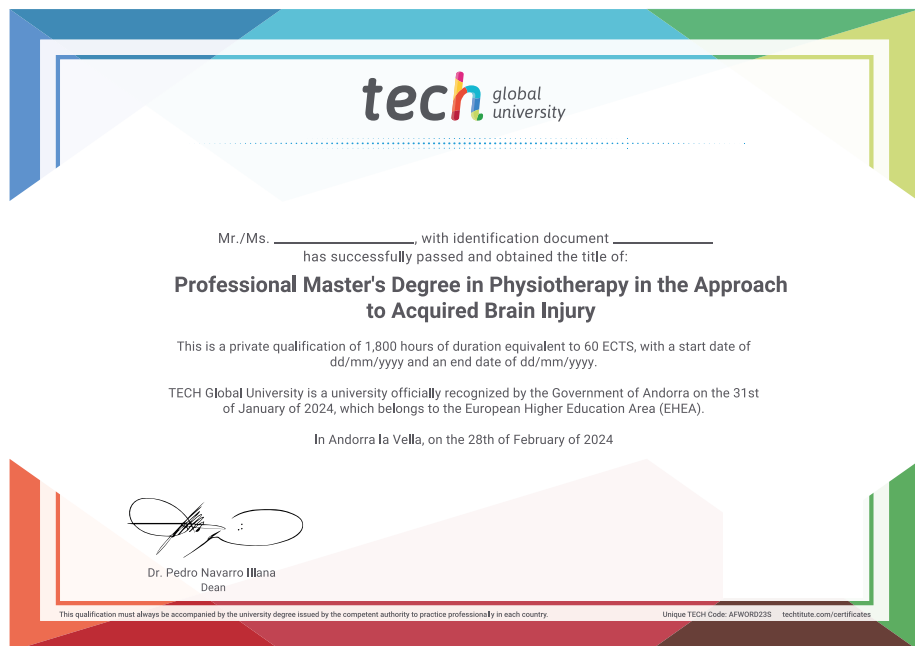 tech global university
Mr./Ms. ______________, with identification document __________
has successfully passed and obtained the title of:
Professional Master's Degree in Physiotherapy in the Approach
to Acquired Brain Injury
This is a private qualification of 1,800 hours of duration equivalent to 60 ECTS, with a start date of
dd/mm/yyyy and an end date of dd/mm/yyyy.
TECH Global University is a university officially recognized by the Government of Andorra on the 31st
of January of 2024, which belongs to the European Higher Education Area (EHEA).
In Andorra la Vella, on the 28th of February of 2024
Dr. Pedro Navarro Illana
Dean
This qualification must always be accompanied by the university degree issued by the competent authority to practice professionally in each country.
Unique TECH Code: AFWORD23S techtitute.com/certificates